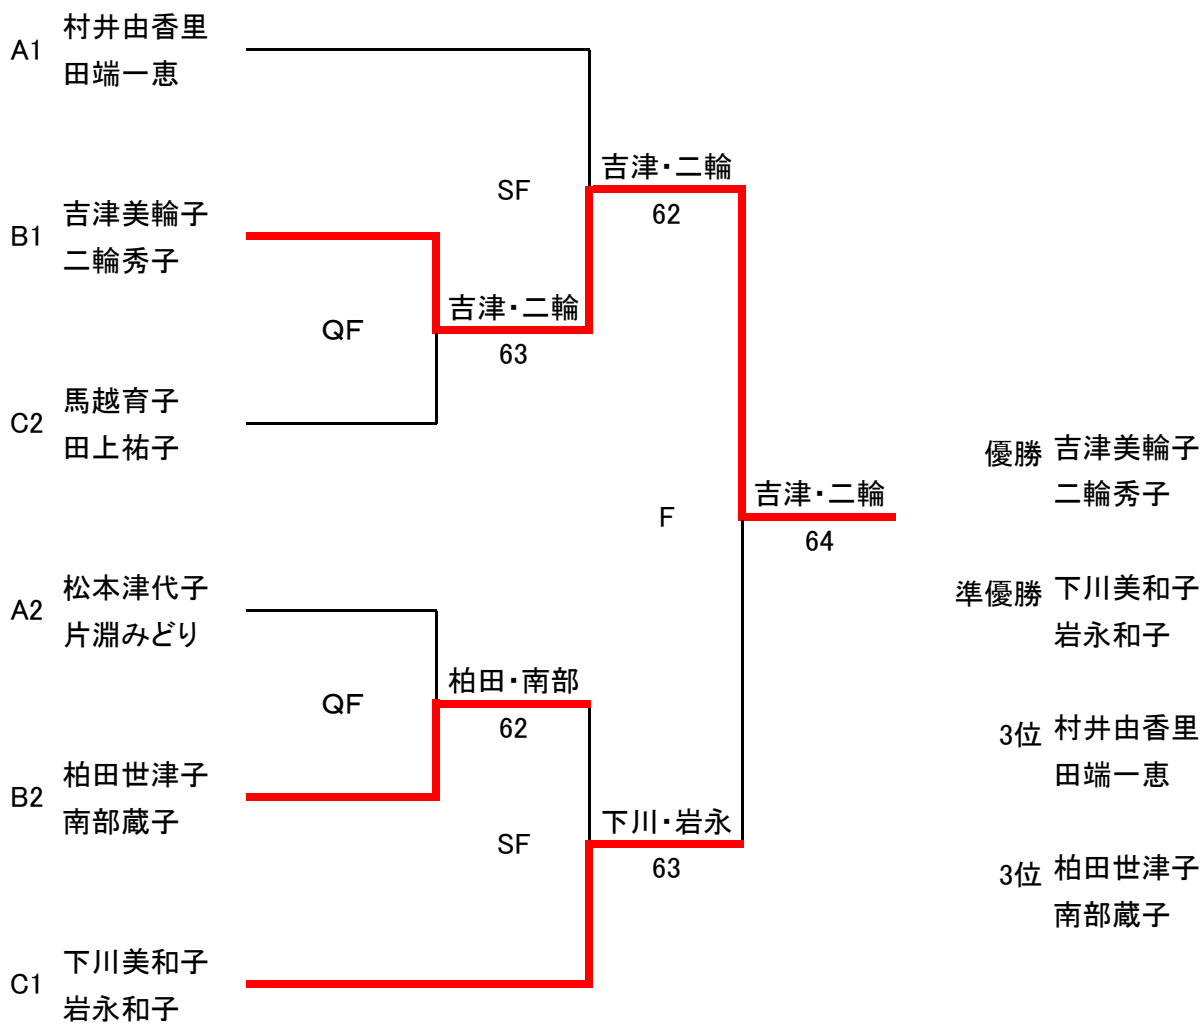 A1
村井由香里
田端一恵
B1
吉津美輪子
二輪秀子
C2
馬越育子
田上祐子
A2
松本津代子
片淵みどり
B2
柏田世津子
南部蔵子
C1
下川美和子
岩永和子
QF
吉津・二輪
63
QF
柏田・南部
62
SF
吉津・二輪
62
SF
下川・岩永
63
F
吉津・二輪
64
優勝 吉津美輪子
二輪秀子
準優勝 下川美和子
岩永和子
3位 村井由香里
田端一恵
3位 柏田世津子
南部蔵子